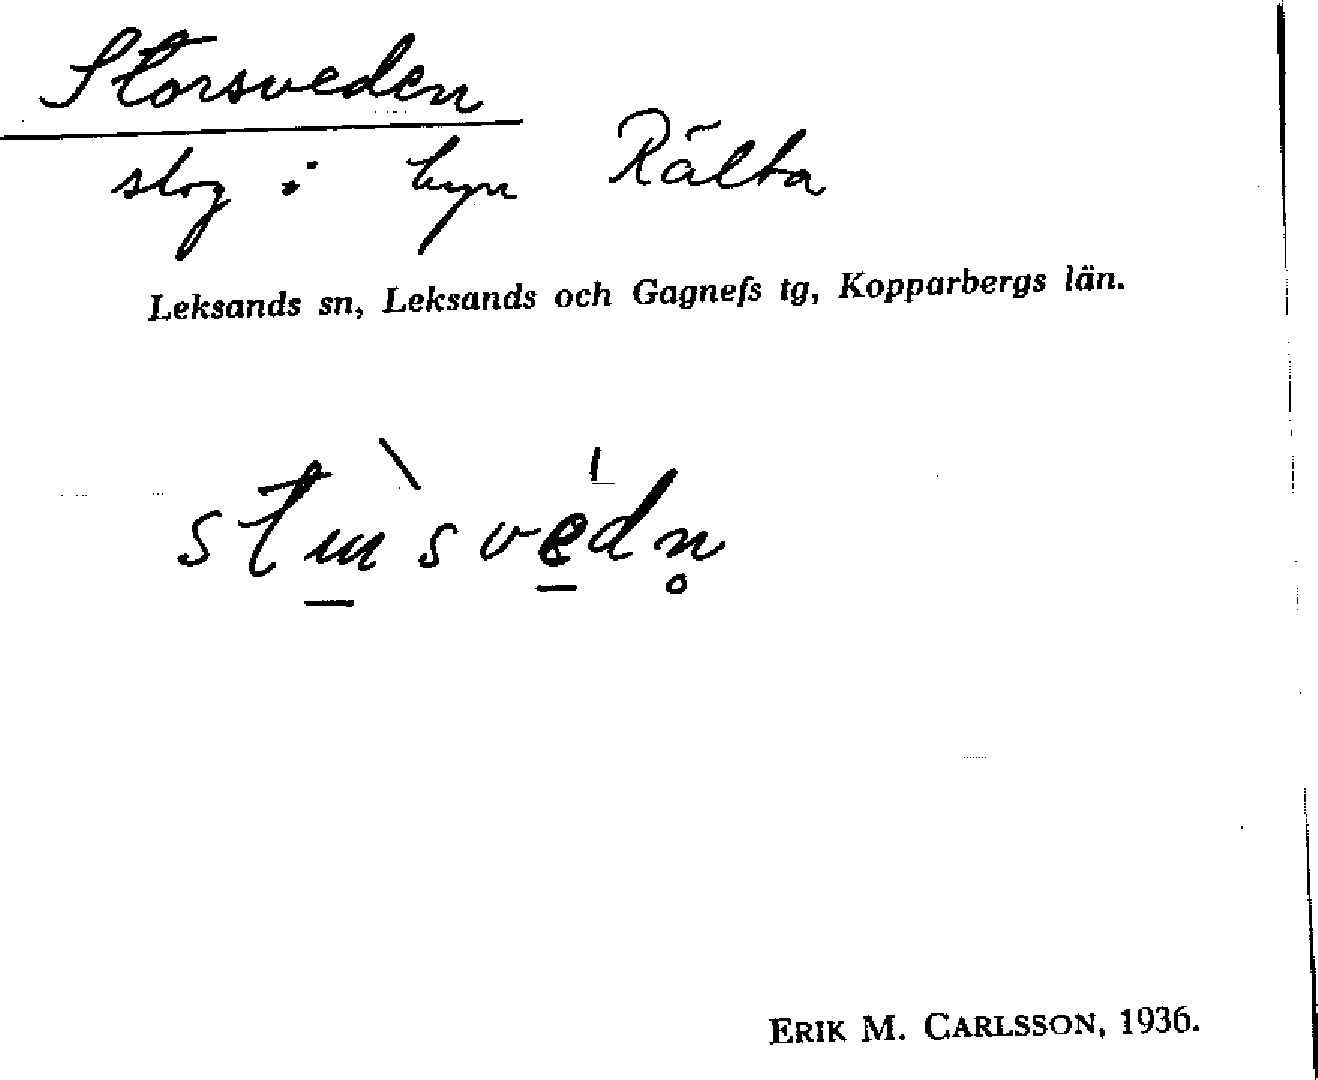 Storsveden
slog i byn Rälta
Leksands sn, Leksands och Gagnefs tg, Kopparbergs län.
ERIK M. CARLSSON, 1936.